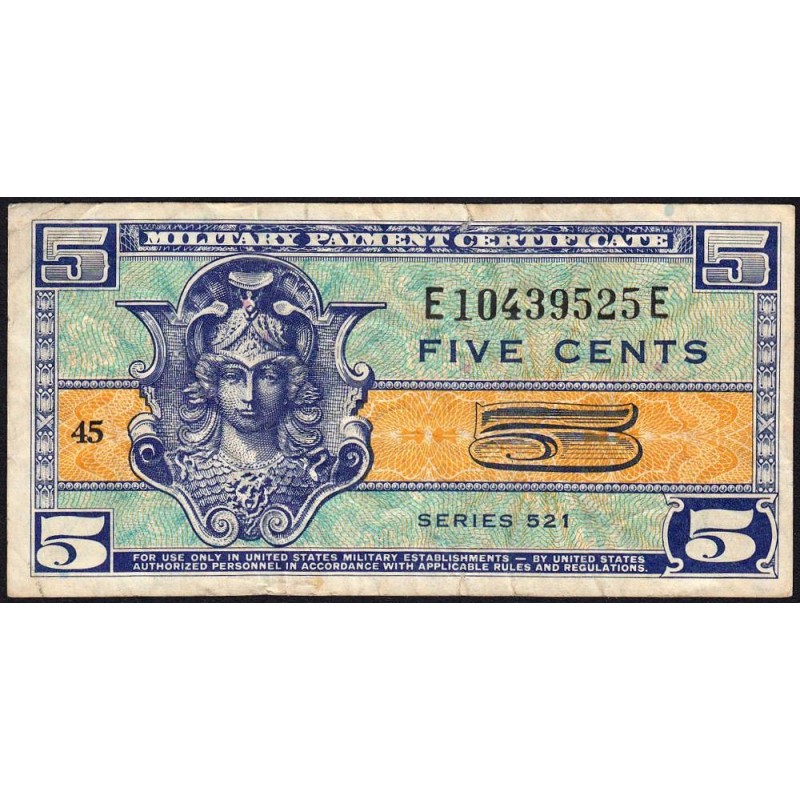 5 MILITARY PAYMENT CERTIFICATE 5
E10439525E
FIVE CENTS
45 5
SERIES 521
5 5
FOR USE ONLY IN UNITED STATES MILITARY ESTABLISHMENTS — BY UNITED STATES
AUTHORIZED PERSONNEL IN ACCORDANCE WITH APPLICABLE RULES AND REGULATIONS.